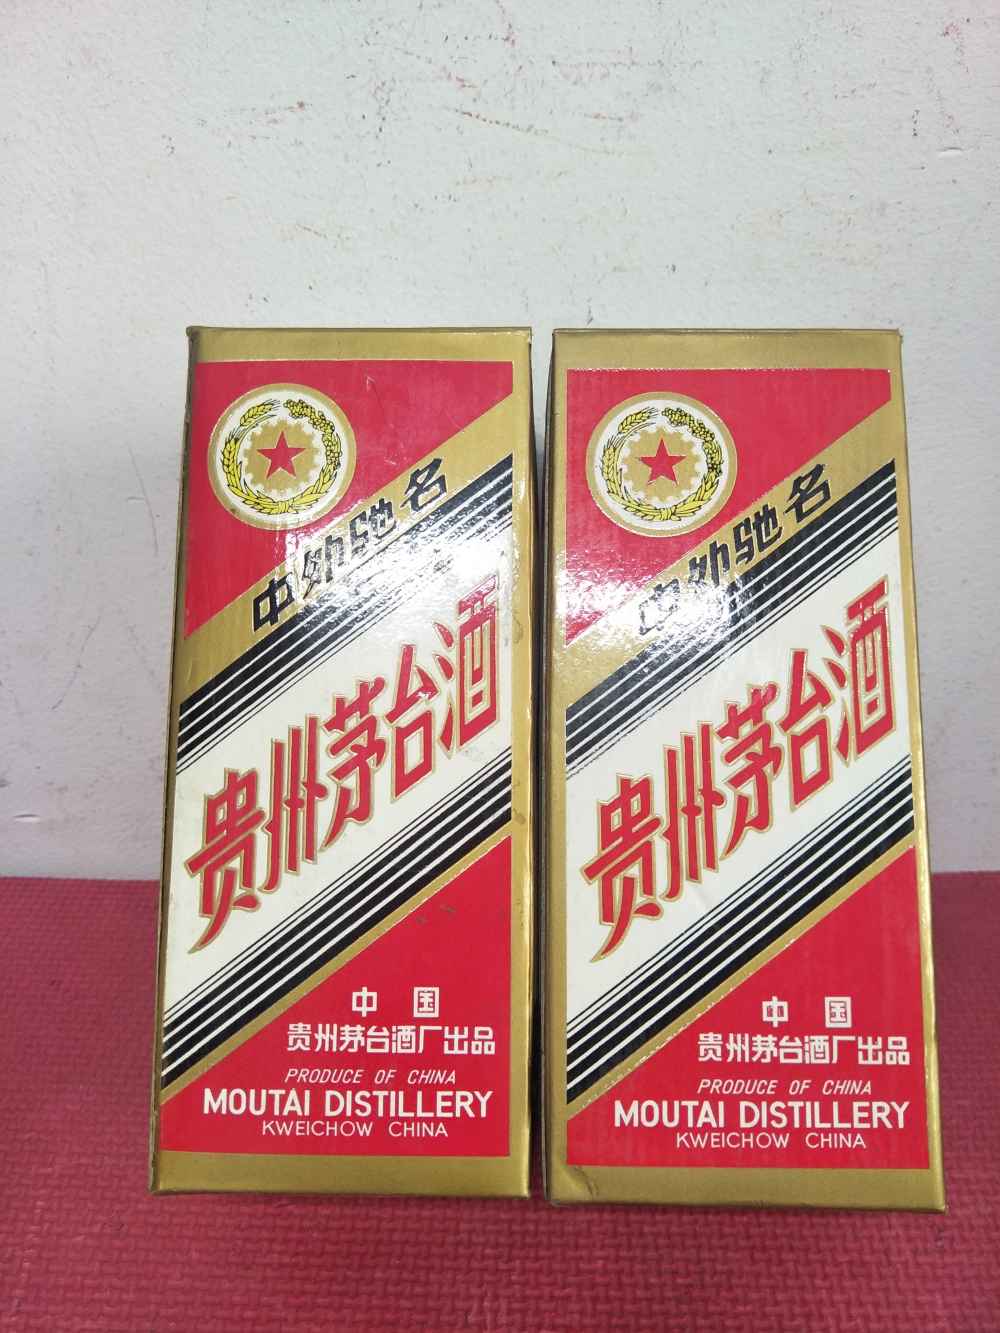 中外驰名
贵州茅台酒
中国
贵州茅台酒厂出品
PRODUCE OF CHINA
MOUTAI DISTILLERY
KWEICHOW CHINA
中外驰名
贵州茅台酒
中国
贵州茅台酒厂出品
PRODUCE OF CHINA
MOUTAI DISTILLERY
KWEICHOW CHINA